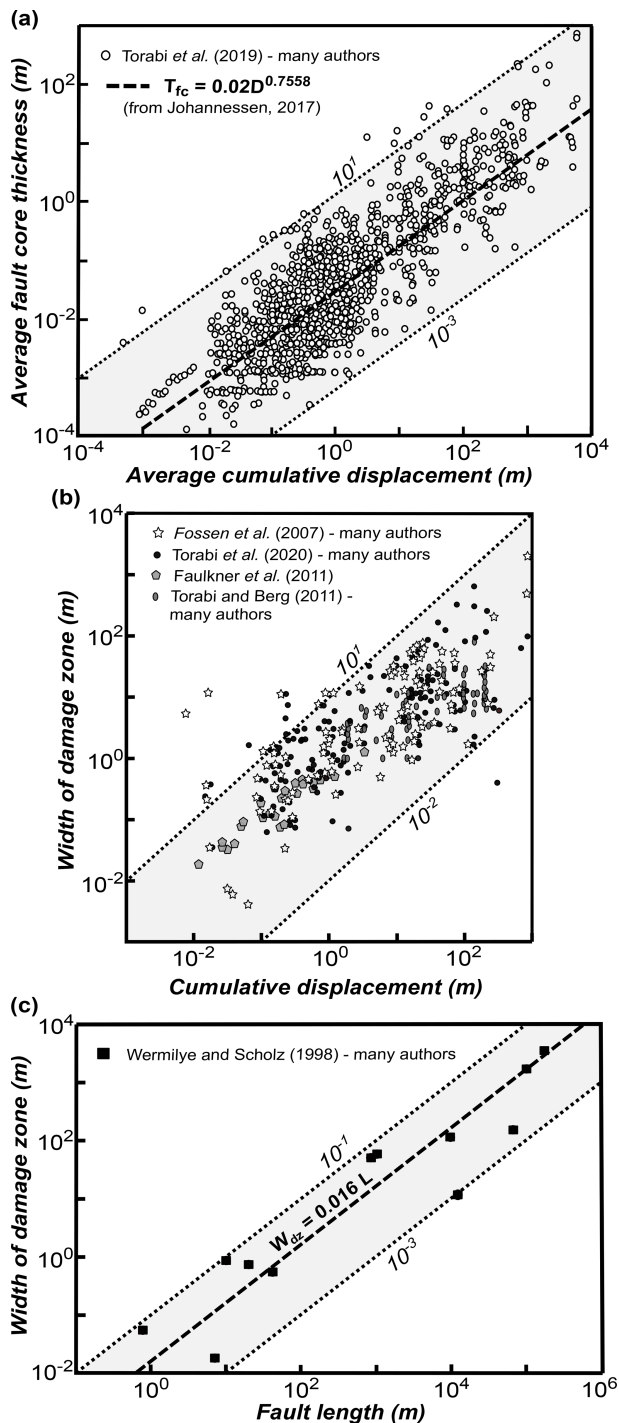 (a)
Torabi et al. (2019) - many authors
T_fc = 0.02D^0.7558
(from Johannessen, 2017)
10^1
10^-3
Average fault core thickness (m)
10^2
10^0
10^-2
10^-4
10^-4
10^-2
10^0
10^2
10^4
Average cumulative displacement (m)
(b)
Fossen et al. (2007) - many authors
Torabi et al. (2020) - many authors
Faulkner et al. (2011)
Torabi and Berg (2011) -
many authors
10^1
10^-2
Width of damage zone (m)
10^4
10^2
10^0
10^-2
10^-2
10^0
10^2
Cumulative displacement (m)
(c)
Wermilye and Scholz (1998) - many authors
10^-1
W_dz = 0.016 L
10^-3
Width of damage zone (m)
10^4
10^2
10^0
10^-2
10^0
10^2
10^4
10^6
Fault length (m)